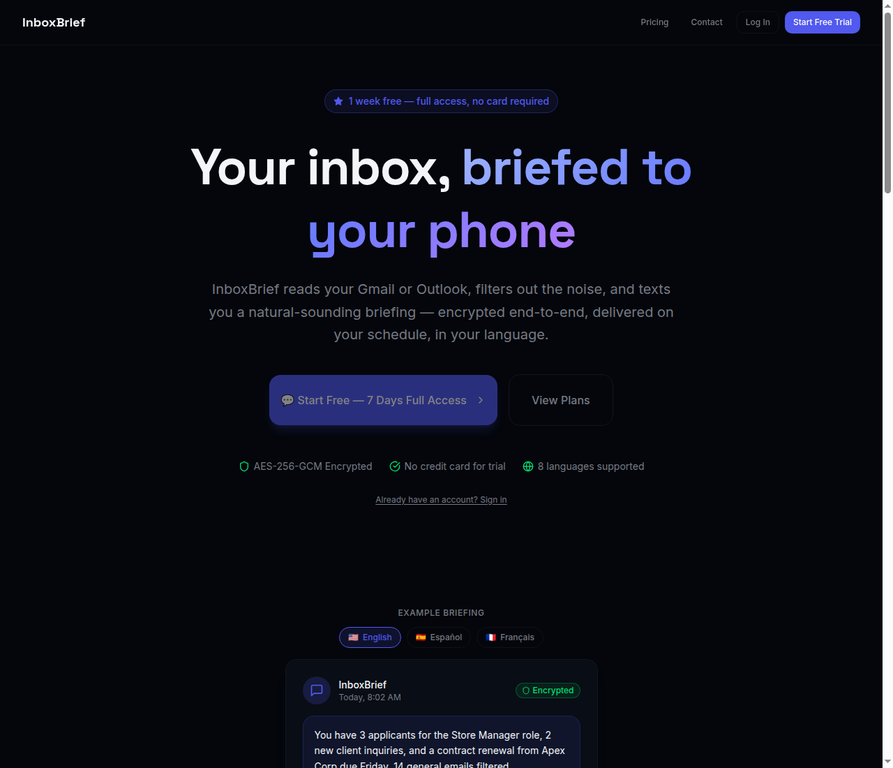 InboxBrief
Pricing
Contact
Log In
Start Free Trial
1 week free — full access, no card required
Your inbox, briefed to
your phone
InboxBrief reads your Gmail or Outlook, filters out the noise, and texts
you a natural-sounding briefing — encrypted end-to-end, delivered on
your schedule, in your language.
💬 Start Free — 7 Days Full Access
View Plans
AES-256-GCM Encrypted
No credit card for trial
8 languages supported
Already have an account? Sign in
EXAMPLE BRIEFING
🇺🇸 English
🇪🇸 Español
🇫🇷 Français
InboxBrief
Today, 8:02 AM
Encrypted
You have 3 applicants for the Store Manager role, 2
new client inquiries, and a contract renewal from Apex
Corp due Friday. 14 general emails filtered.